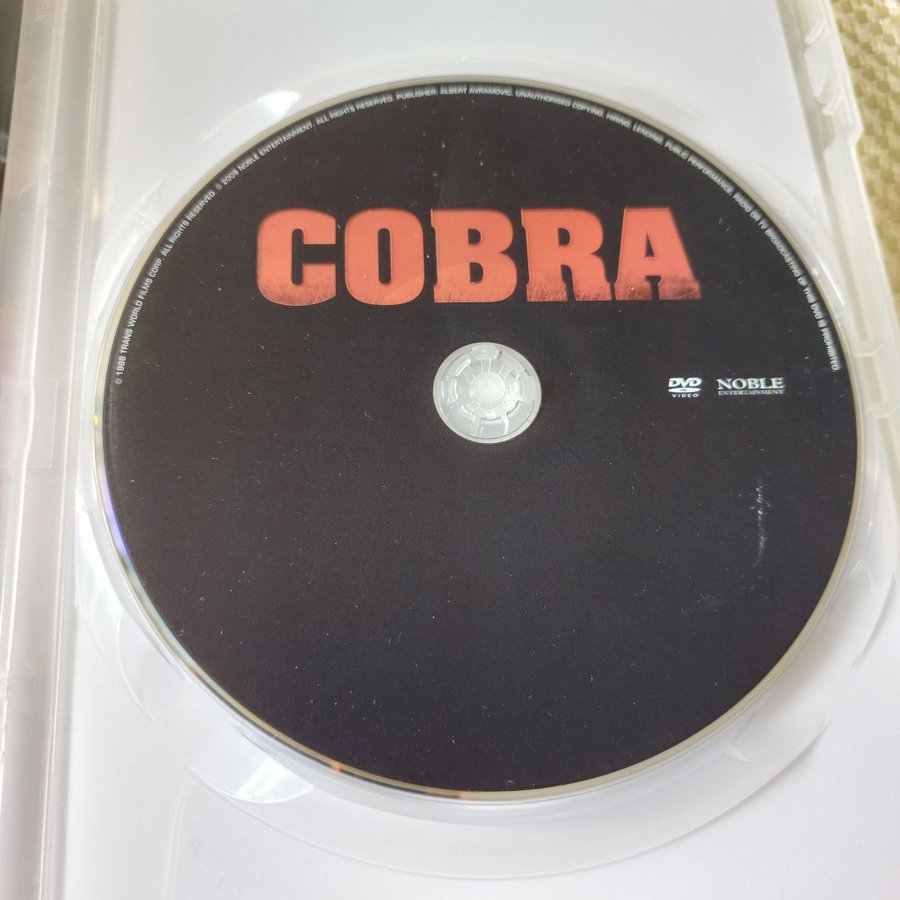 © 1986 TRANS WORLD FILMS CORP. ALL RIGHTS RESERVED. © 2008 NOBLE ENTERTAINMENT. ALL RIGHTS RESERVED. PUBLISHER: ALBERT AVRAMOVIC. UNAUTHORISED COPYING, HIRING, LENDING, PUBLIC PERFORMANCE, RADIO OR TV BROADCASTING OF THIS DVD IS PROHIBITED.
COBRA
DVD
VIDEO
NOBLE
ENTERTAINMENT